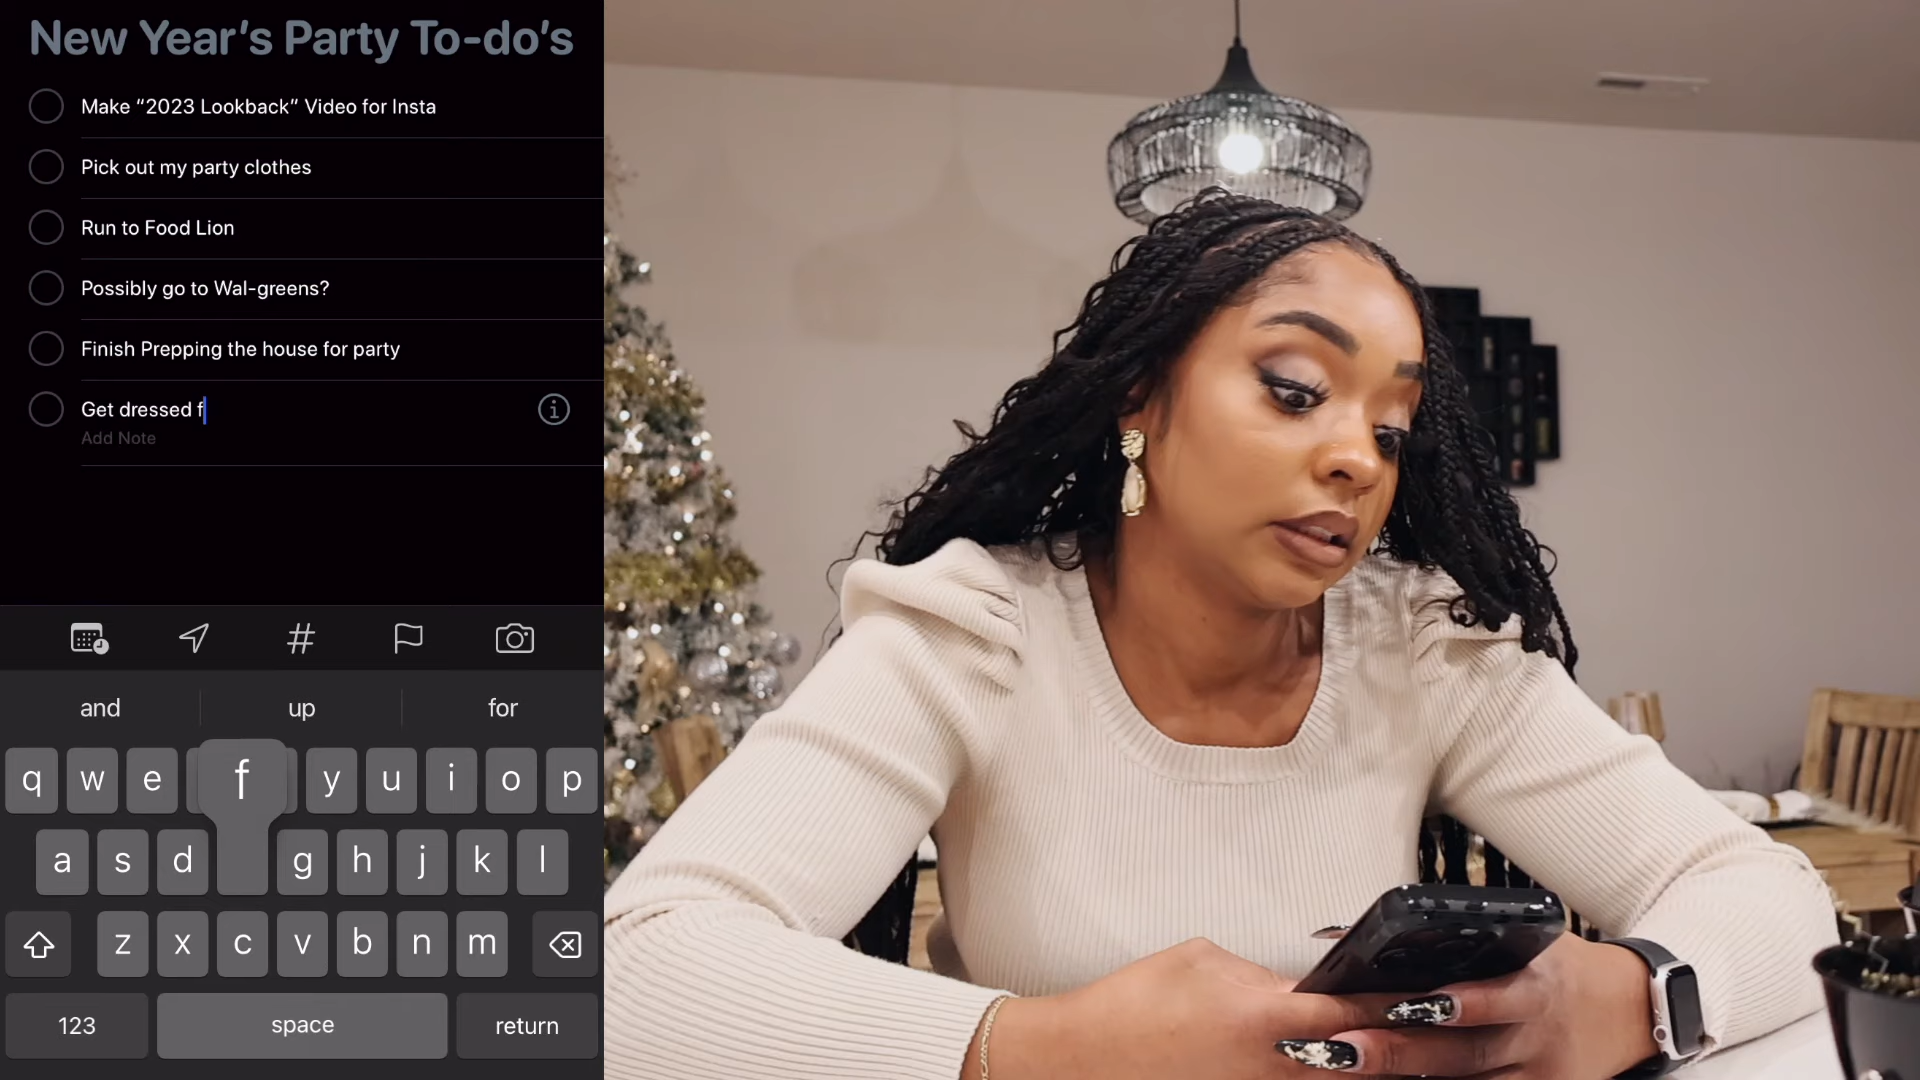 New Year’s Party To-do’s
Make “2023 Lookback” Video for Insta
Pick out my party clothes
Run to Food Lion
Possibly go to Wal-greens?
Finish Prepping the house for party
Get dressed f
Add Note
and up for
q w e f y u i o p
a s d g h j k l
z x c v b n m
123 space return